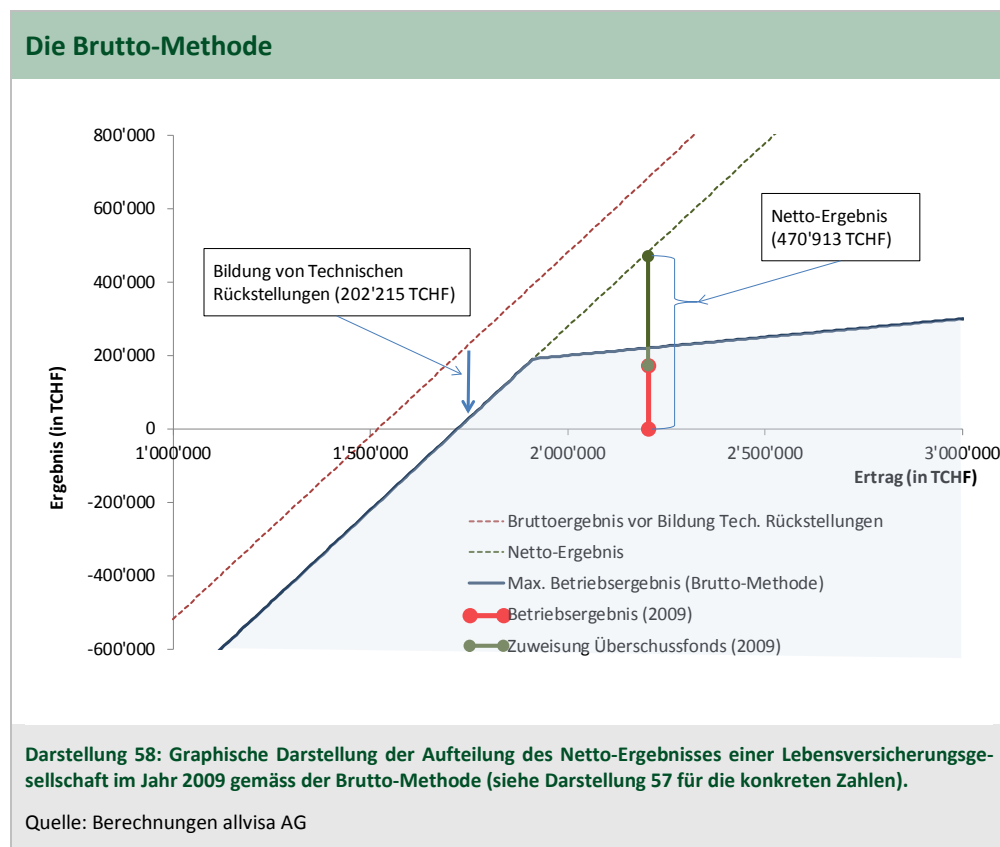 Die Brutto-Methode
800'000
600'000
400'000
200'000
0
-200'000
-400'000
-600'000
Ergebnis (in TCHF)
1'000'000
1'500'000
2'000'000
2'500'000
3'000'000
Ertrag (in TCHF)
Bildung von Technischen
Rückstellungen (202'215 TCHF)
Netto-Ergebnis
(470'913 TCHF)
Bruttoergebnis vor Bildung Tech. Rückstellungen
Netto-Ergebnis
Max. Betriebsergebnis (Brutto-Methode)
Betriebsergebnis (2009)
Zuweisung Überschussfonds (2009)
Darstellung 58: Graphische Darstellung der Aufteilung des Netto-Ergebnisses einer Lebensversicherungsge-
sellschaft im Jahr 2009 gemäss der Brutto-Methode (siehe Darstellung 57 für die konkreten Zahlen).
Quelle: Berechnungen allvisa AG